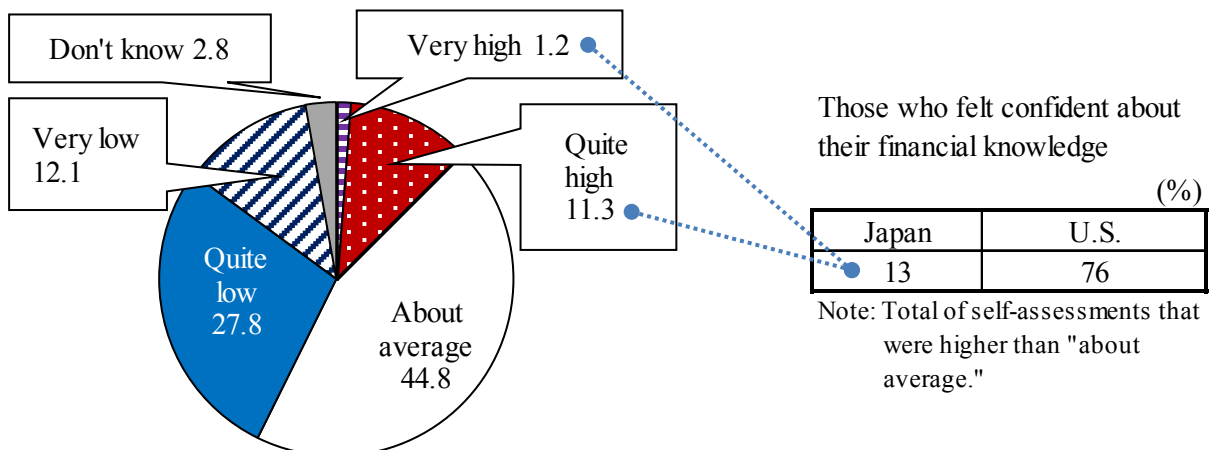 Don't know 2.8
Very high 1.2
Very low
12.1
Quite
high
11.3
Quite
low
27.8
About
average
44.8
Those who felt confident about
their financial knowledge
(%)
Japan U.S.
13 76
Note: Total of self-assessments that
were higher than "about
average."